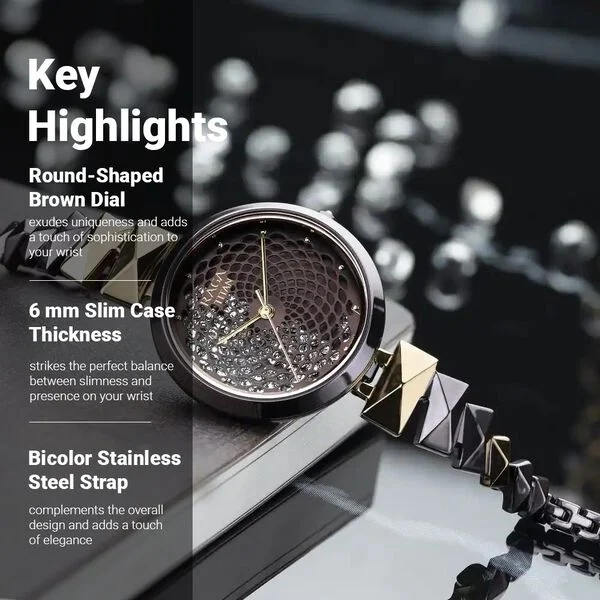 Key
Highlights
Round-Shaped
Brown Dial
exudes uniqueness and adds
a touch of sophistication to
your wrist
6 mm Slim Case
Thickness
strikes the perfect balance
between slimness and
presence on your wrist
Bicolor Stainless
Steel Strap
complements the overall
design and adds a touch
of elegance
RAGA
TITAN